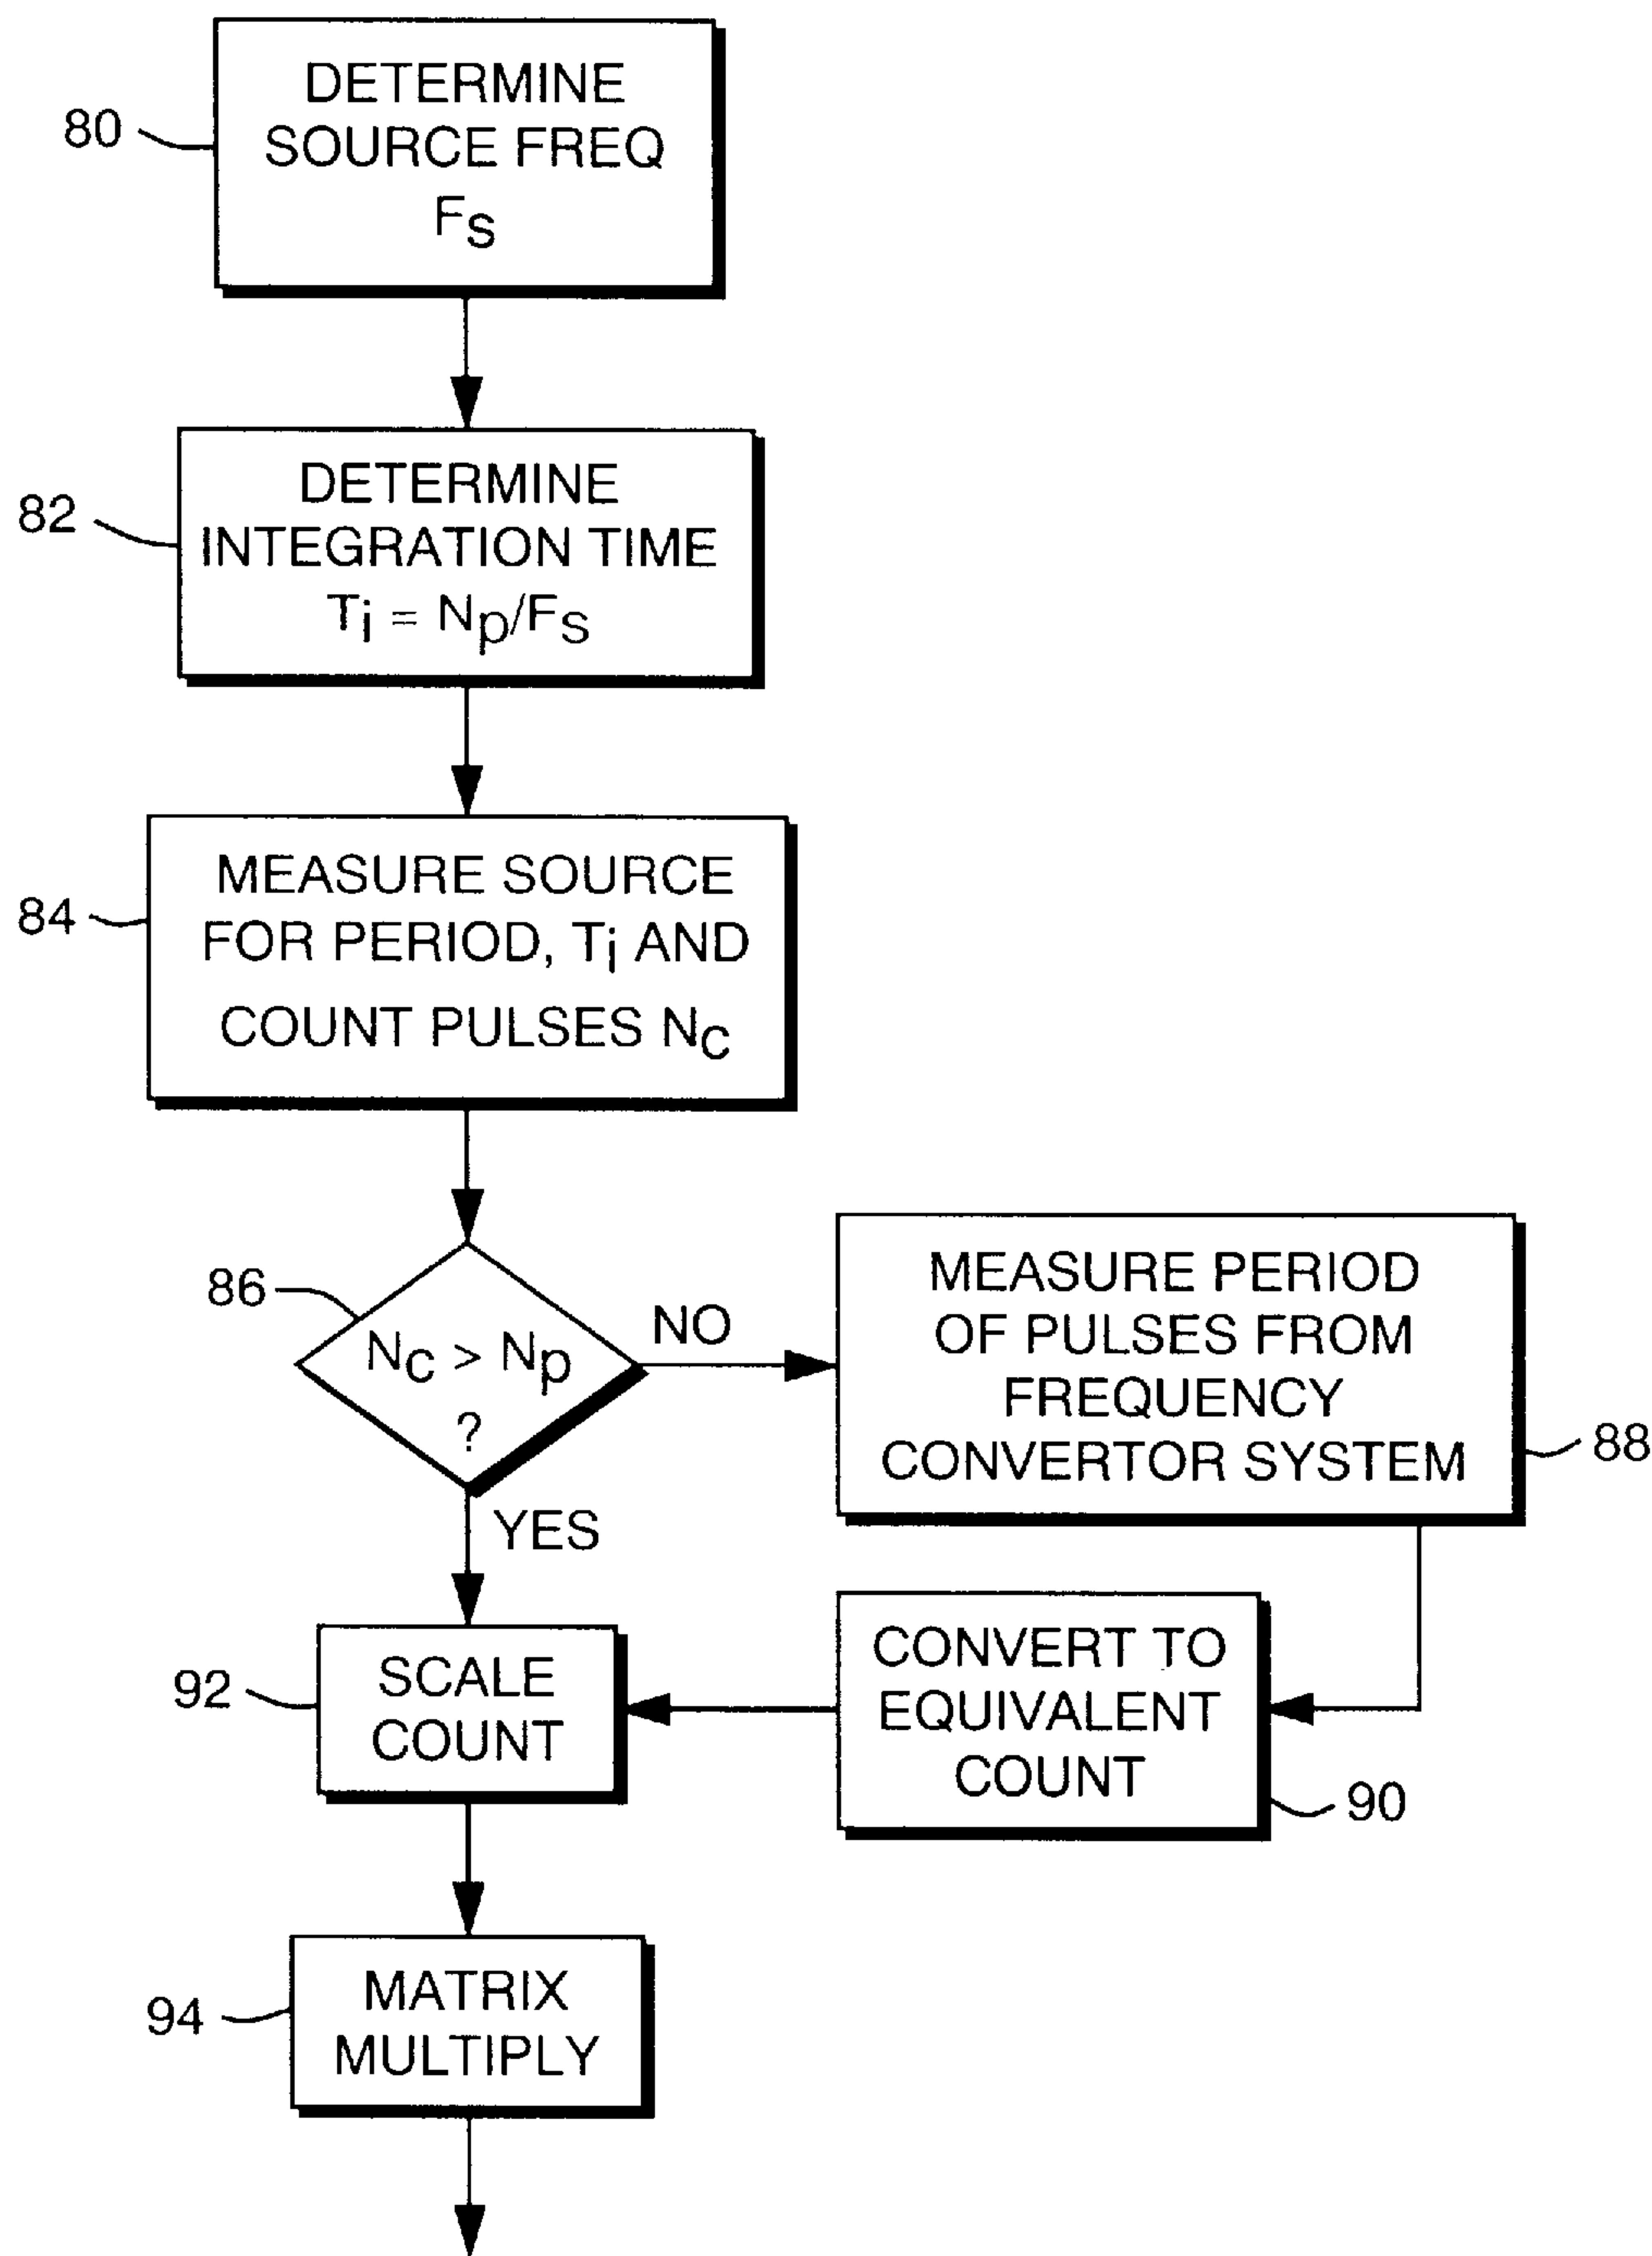 80
DETERMINE
SOURCE FREQ
Fs
82
DETERMINE
INTEGRATION TIME
Ti = Np/Fs
84
MEASURE SOURCE
FOR PERIOD, Ti AND
COUNT PULSES Nc
86
Nc > Np
?
NO
YES
MEASURE PERIOD
OF PULSES FROM
FREQUENCY
CONVERTOR SYSTEM
88
CONVERT TO
EQUIVALENT
COUNT
90
92
SCALE
COUNT
94
MATRIX
MULTIPLY